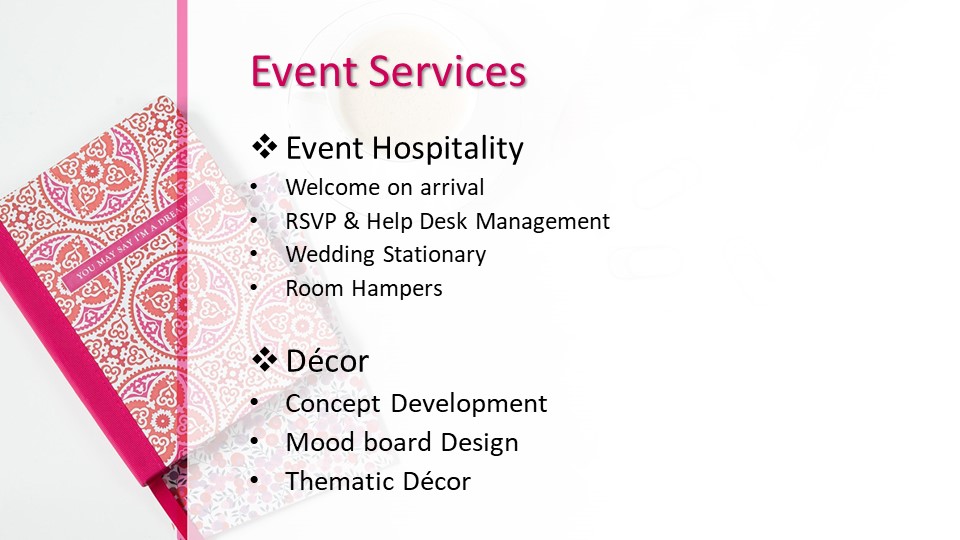 Event Services
❖ Event Hospitality
• Welcome on arrival
• RSVP & Help Desk Management
• Wedding Stationary
• Room Hampers
❖ Décor
• Concept Development
• Mood board Design
• Thematic Décor
YOU MAY SAY I'M A DREAMER